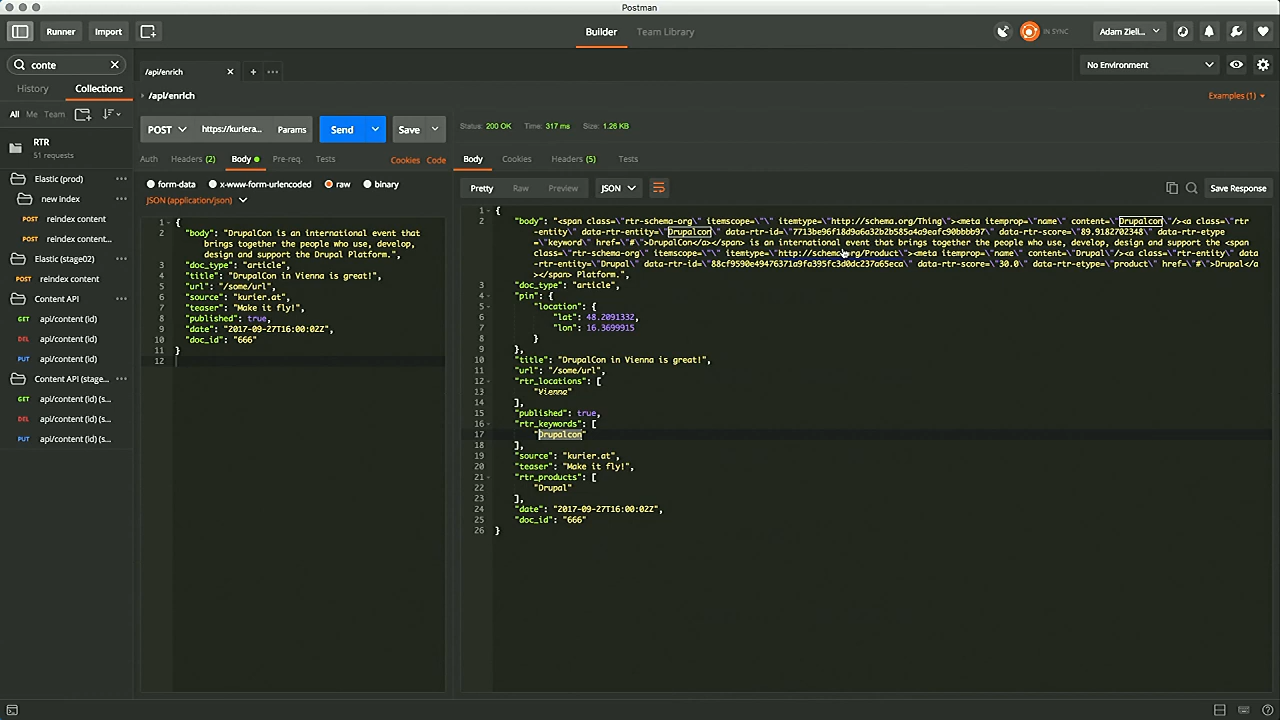 Postman
Runner
Import
Builder
Team Library
IN SYNC
Adam Ziell...
conte
/api/enrich
No Environment
History
Collections
/api/enrich
Examples (1)
All Me Team
POST
https://kuriera...
Params
Send
Save
Status: 200 OK Time: 317 ms Size: 1.26 KB
RTR
51 requests
Auth Headers (2) Body Pre-req. Tests Cookies Code
Body Cookies Headers (5) Tests
Elastic (prod)
new index
POST reindex content
POST reindex content...
Elastic (stage02)
POST reindex content
Content API
GET api/content (id)
DEL api/content (id)
PUT api/content (id)
Content API (stage...
GET api/content (id) (s...
DEL api/content (id) (s...
PUT api/content (id) (s...
form-data x-www-form-urlencoded raw binary
JSON (application/json)
1 {
2 "body": "DrupalCon is an international event that
brings together the people who use, develop,
design and support the Drupal Platform.",
3 "doc_type": "article",
4 "title": "DrupalCon in Vienna is great!",
5 "url": "/some/url",
6 "source": "kurier.at",
7 "teaser": "Make it fly!",
8 "published": true,
9 "date": "2017-09-27T16:00:02Z",
10 "doc_id": "666"
11 }
12
Pretty Raw Preview JSON Save Response
1 {
2 "body": "<span class=\"rtr-schema-org\" itemscope=\"\" itemtype=\"http://schema.org/Thing\"><meta itemprop=\"name\" content=\"Drupalcon\"/><a class=\"rtr
-entity\" data-rtr-entity=\"Drupalcon\" data-rtr-id=\"7713be96f18d9a6a32b2b585a4a9eafc90bbbb97\" data-rtr-score=\"89.9182702348\" data-rtr-etype
=\"keyword\" href=\"#\">DrupalCon</a></span> is an international event that brings together the people who use, develop, design and support the <span
class=\"rtr-schema-org\" itemscope=\"\" itemtype=\"http://schema.org/Product\"><meta itemprop=\"name\" content=\"Drupal\"/><a class=\"rtr-entity\" data
-rtr-entity=\"Drupal\" data-rtr-id=\"88cf9590e49476371a9fa395fc3d0dc237a65eca\" data-rtr-score=\"30.0\" data-rtr-etype=\"product\" href=\"#\">Drupal</a
></span> Platform.",
3 "doc_type": "article",
4 "pin": {
5 "location": {
6 "lat": 48.2091332,
7 "lon": 16.3699915
8 }
9 },
10 "title": "DrupalCon in Vienna is great!",
11 "url": "/some/url",
12 "rtr_locations": [
13 "Vienna"
14 ],
15 "published": true,
16 "rtr_keywords": [
17 "Drupalcon"
18 ],
19 "source": "kurier.at",
20 "teaser": "Make it fly!",
21 "rtr_products": [
22 "Drupal"
23 ],
24 "date": "2017-09-27T16:00:02Z",
25 "doc_id": "666"
26 }